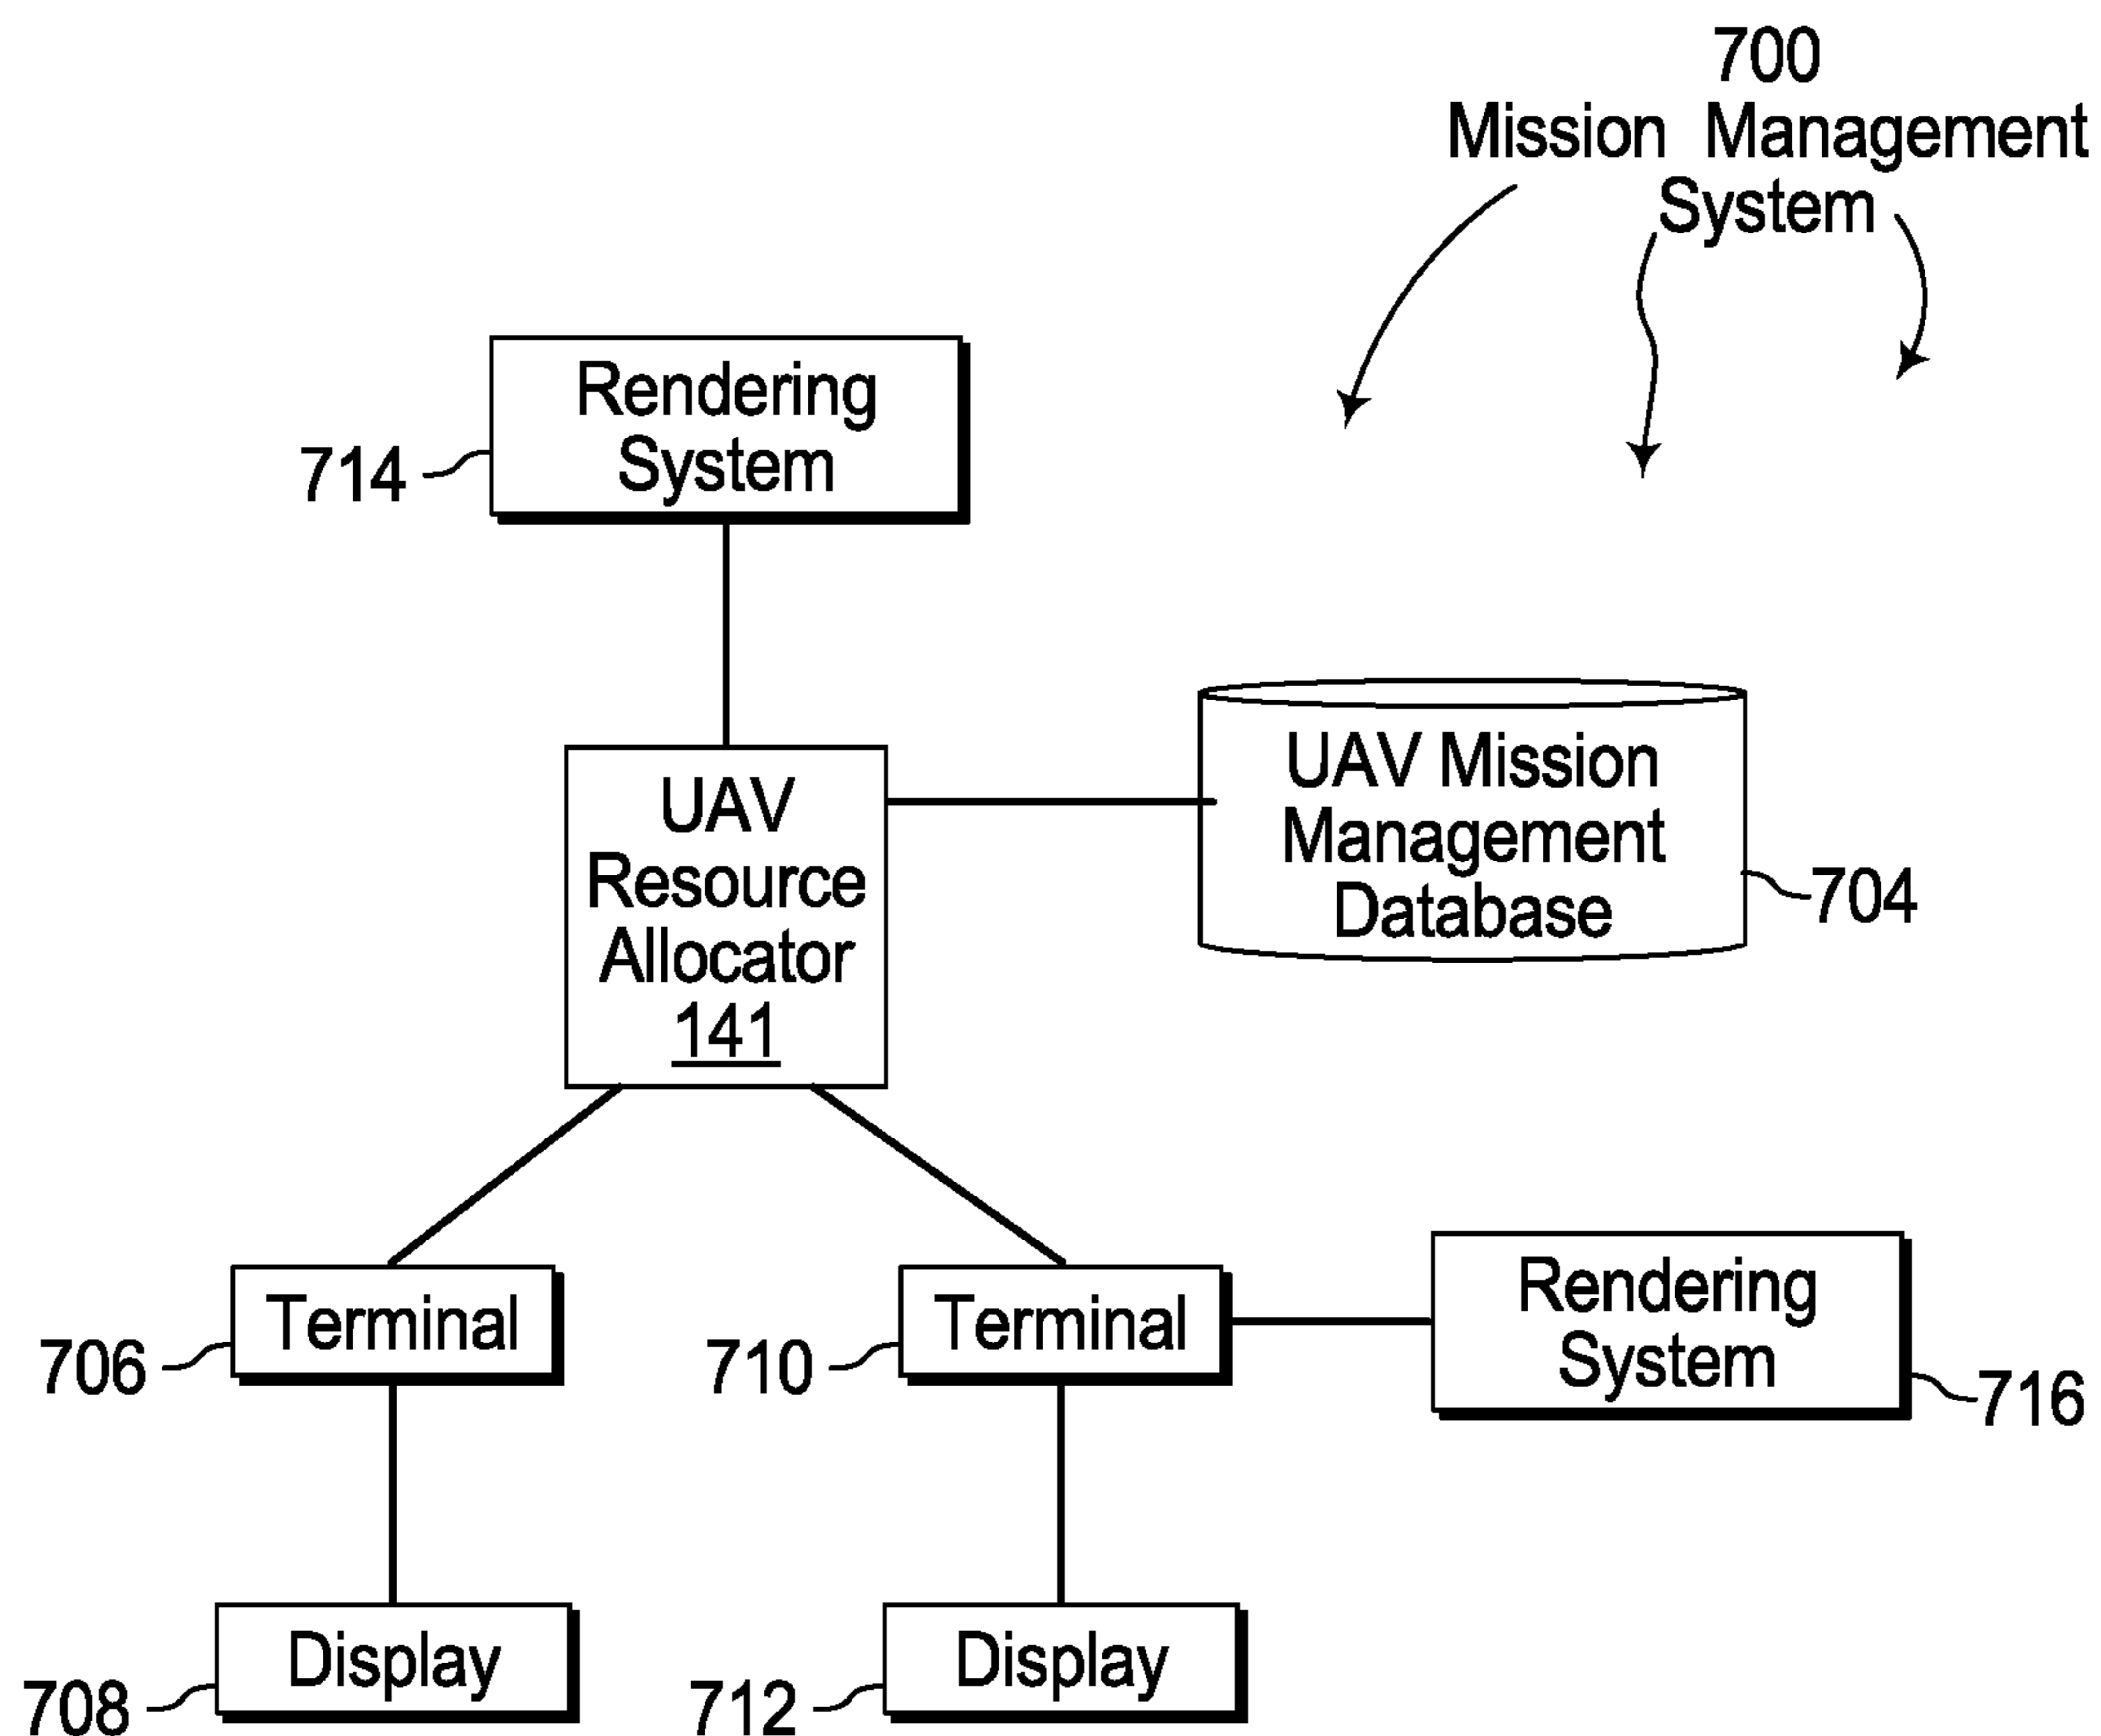 700
Mission Management
System
Rendering
System
714
UAV
Resource
Allocator
141
UAV Mission
Management
Database
704
Terminal
706
Terminal
710
Rendering
System
716
Display
708
Display
712